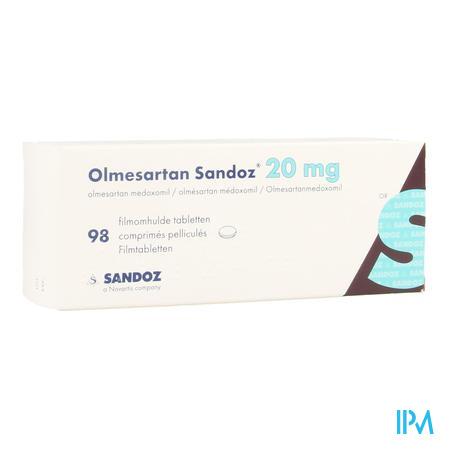 Olmesartan Sandoz® 20 mg
olmesartan medoxomil / olmésartan médoxomil / Olmesartanmedoxomil
98
filmomhulde tabletten
comprimés pelliculés
Filmtabletten
SANDOZ
a Novartis company
SANDOZ
IPM